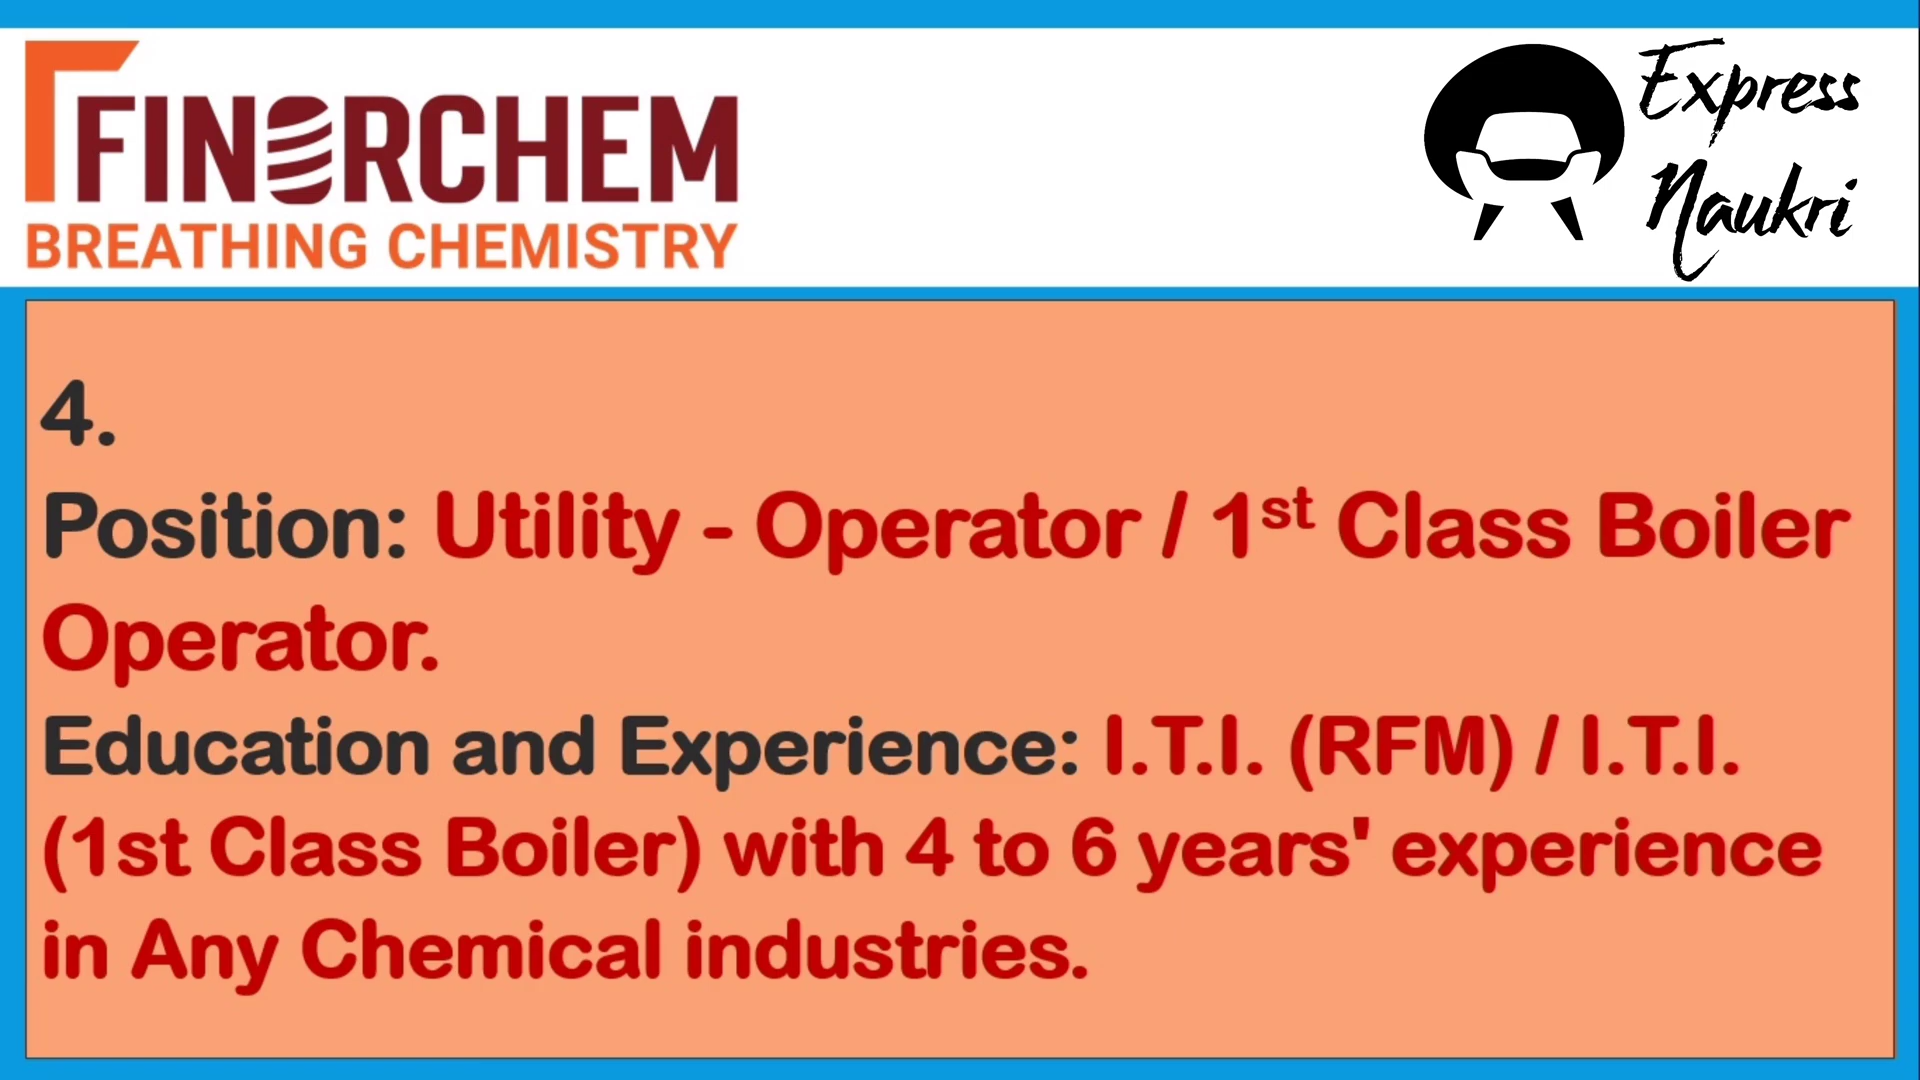 FINORCHEM
BREATHING CHEMISTRY
Express
Naukri
4.
Position: Utility - Operator / 1st Class Boiler
Operator.
Education and Experience: I.T.I. (RFM) / I.T.I.
(1st Class Boiler) with 4 to 6 years' experience
in Any Chemical industries.